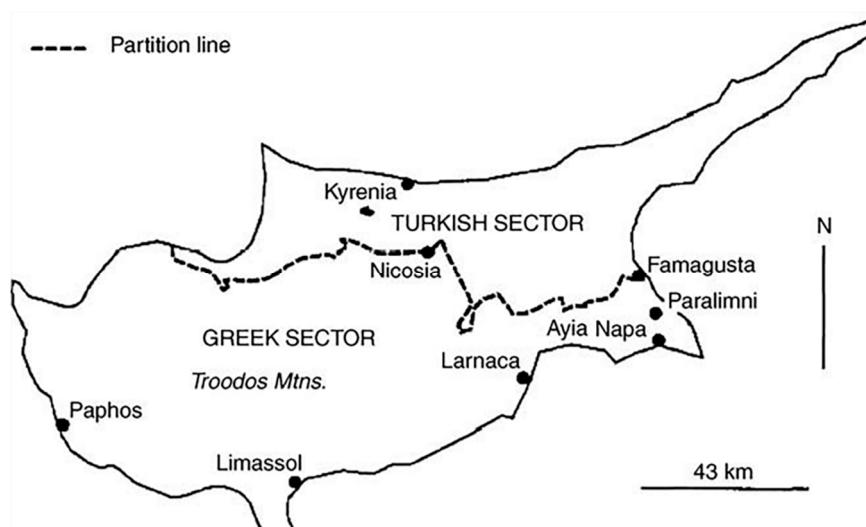 Partition line
Kyrenia
TURKISH SECTOR
N
Nicosia
Famagusta
Paralimni
Ayia Napa
GREEK SECTOR
Larnaca
Troodos Mtns.
Paphos
Limassol
43 km